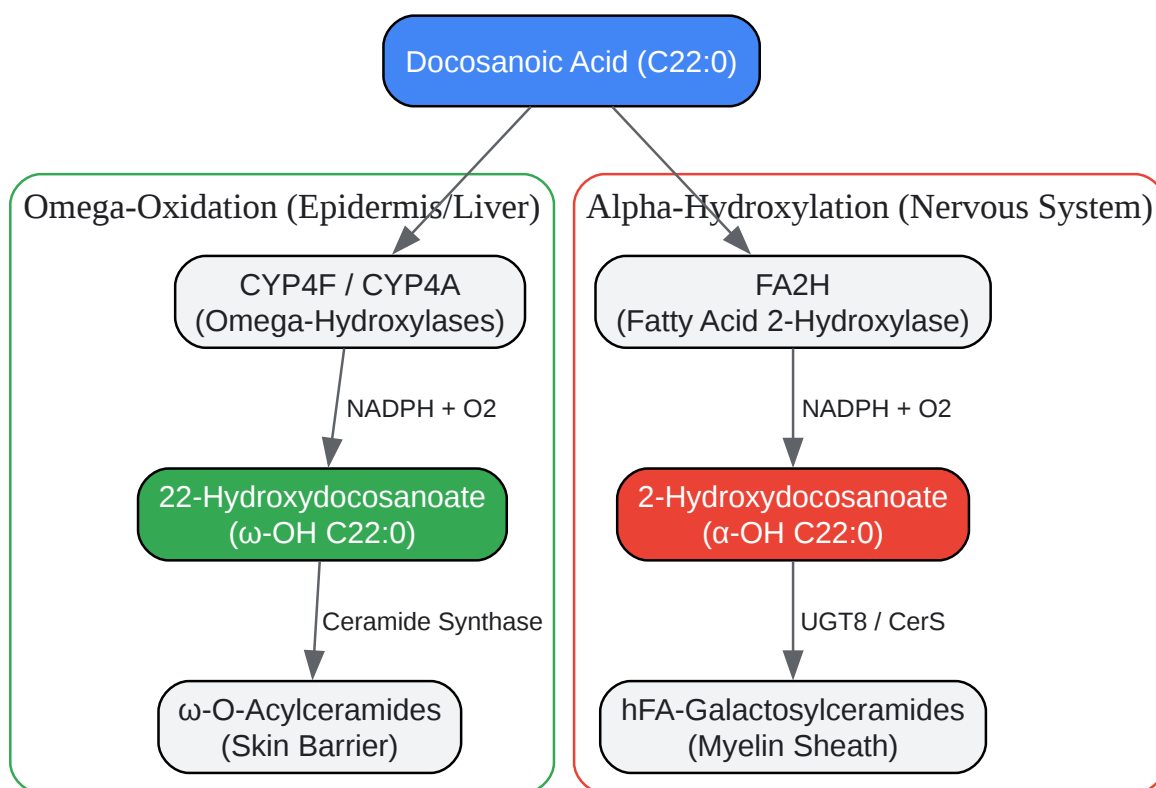 Docosanoic Acid (C22:0)
Omega-Oxidation (Epidermis/Liver)
CYP4F / CYP4A
(Omega-Hydroxylases)
NADPH + O2
22-Hydroxydocosanoate
(ω-OH C22:0)
Ceramide Synthase
ω-O-Acylceramides
(Skin Barrier)
Alpha-Hydroxylation (Nervous System)
FA2H
(Fatty Acid 2-Hydroxylase)
NADPH + O2
2-Hydroxydocosanoate
(α-OH C22:0)
UGT8 / CerS
hFA-Galactosylceramides
(Myelin Sheath)